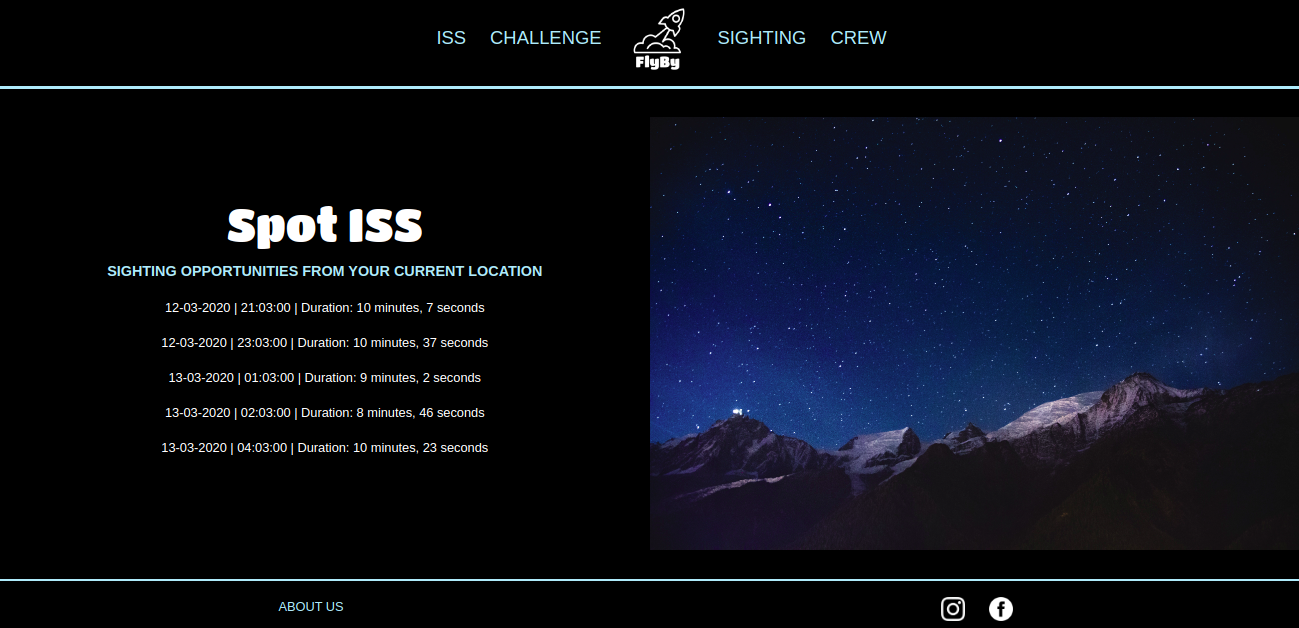 ISS CHALLENGE FlyBy SIGHTING CREW
Spot ISS
SIGHTING OPPORTUNITIES FROM YOUR CURRENT LOCATION
12-03-2020 | 21:03:00 | Duration: 10 minutes, 7 seconds
12-03-2020 | 23:03:00 | Duration: 10 minutes, 37 seconds
13-03-2020 | 01:03:00 | Duration: 9 minutes, 2 seconds
13-03-2020 | 02:03:00 | Duration: 8 minutes, 46 seconds
13-03-2020 | 04:03:00 | Duration: 10 minutes, 23 seconds
ABOUT US